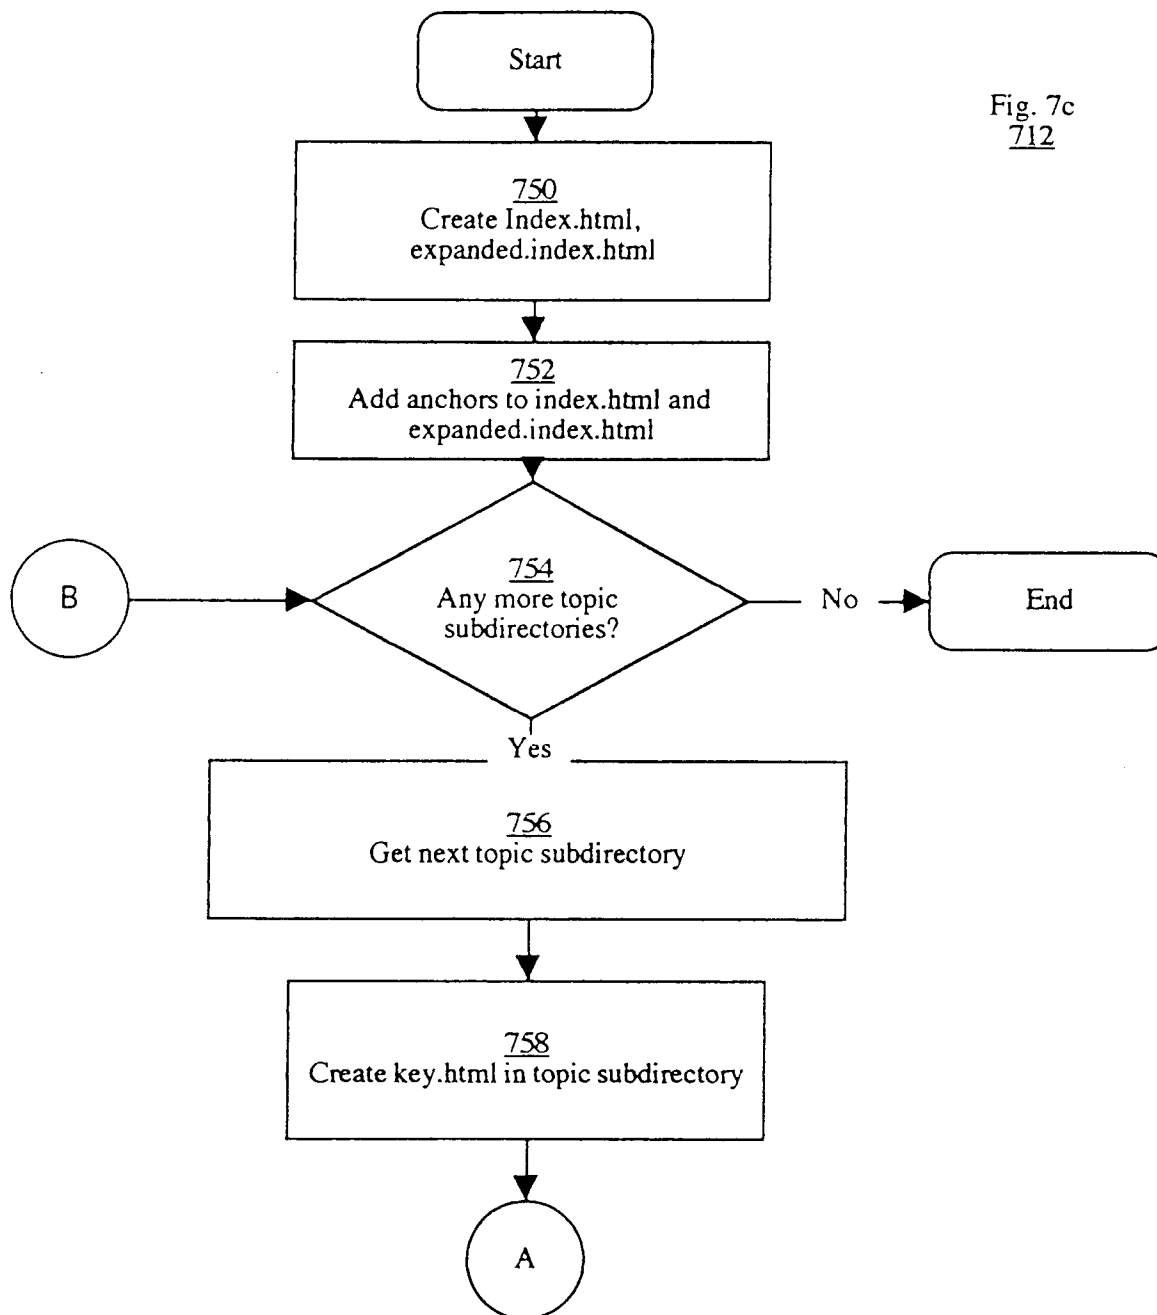 Start
Fig. 7c
712
750
Create Index.html,
expanded.index.html
752
Add anchors to index.html and
expanded.index.html
B
754
Any more topic
subdirectories?
No
End
Yes
756
Get next topic subdirectory
758
Create key.html in topic subdirectory
A